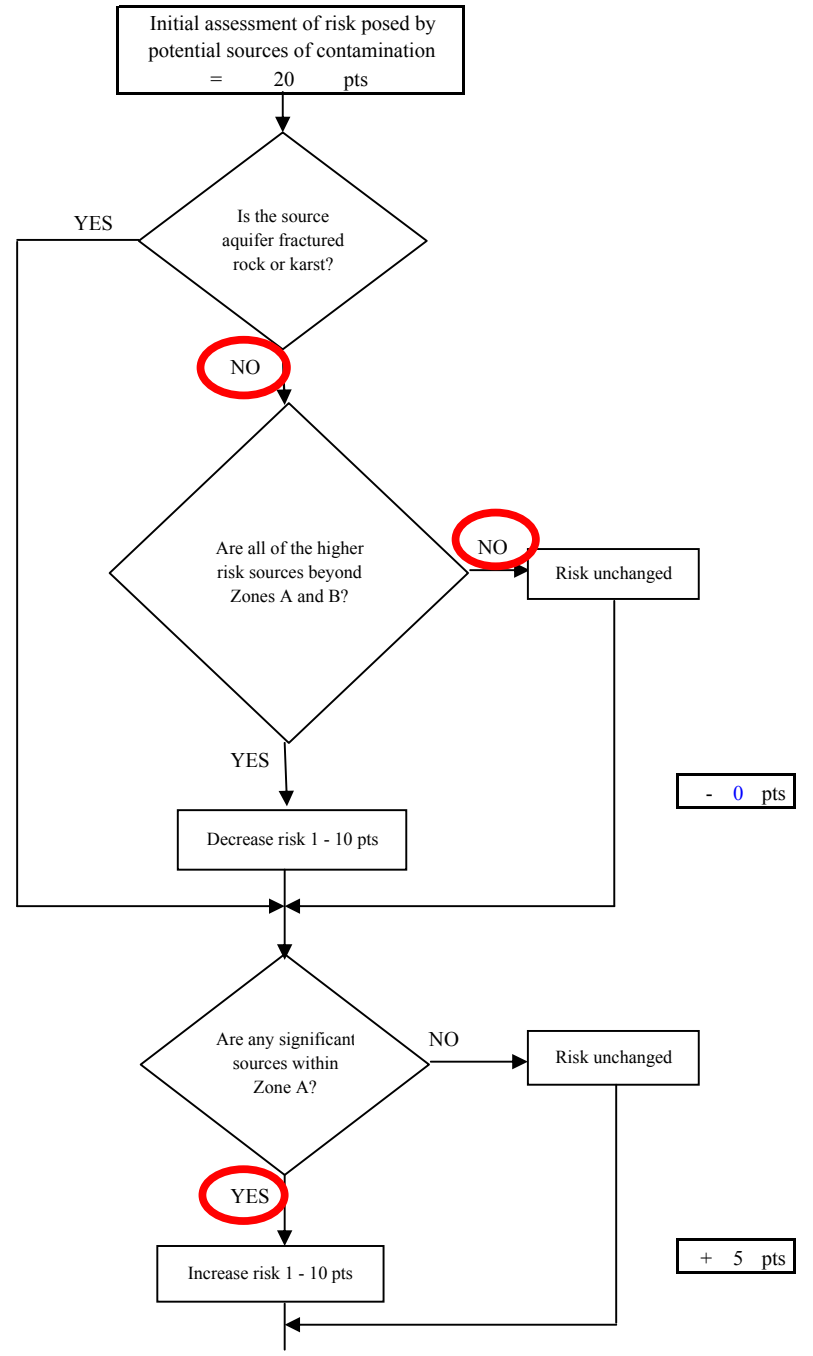 Initial assessment of risk posed by
potential sources of contamination
= 20 pts
YES
Is the source
aquifer fractured
rock or karst?
NO
Are all of the higher
risk sources beyond
Zones A and B?
NO
Risk unchanged
YES
- 0 pts
Decrease risk 1 - 10 pts
Are any significant
sources within
Zone A?
NO
Risk unchanged
YES
+ 5 pts
Increase risk 1 - 10 pts